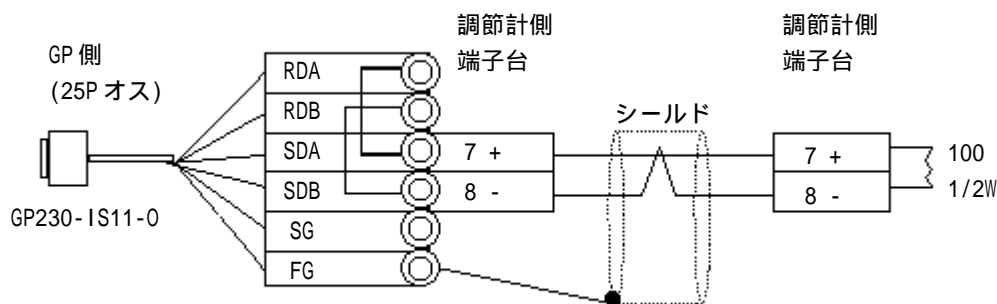 GP 側
(25P オス)
GP230-IS11-O
RDA
RDB
SDA
SDB
SG
FG
調節計側
端子台
7 +
8 -
シールド
調節計側
端子台
7 +
8 -
100
1/2W